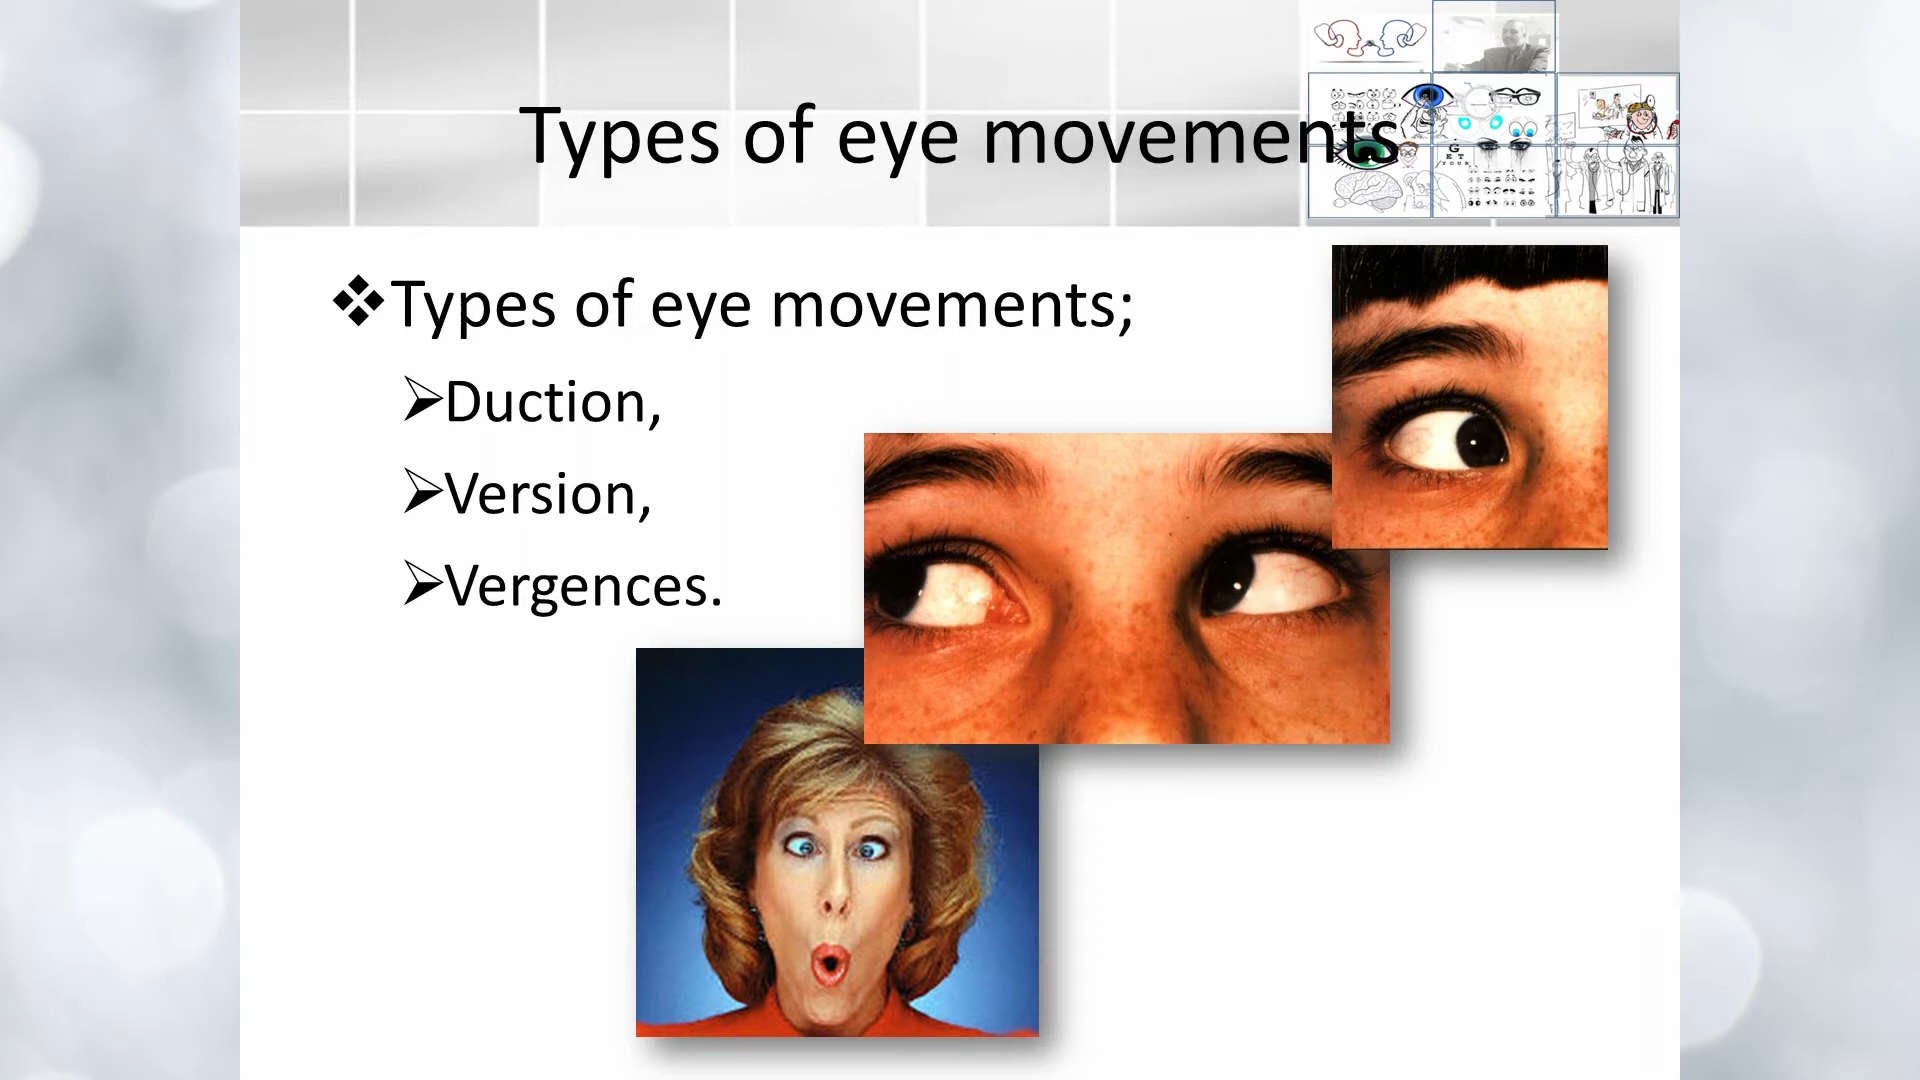 Types of eye movements
❖Types of eye movements;
➢Duction,
➢Version,
➢Vergences.
G
E T
Y O U R